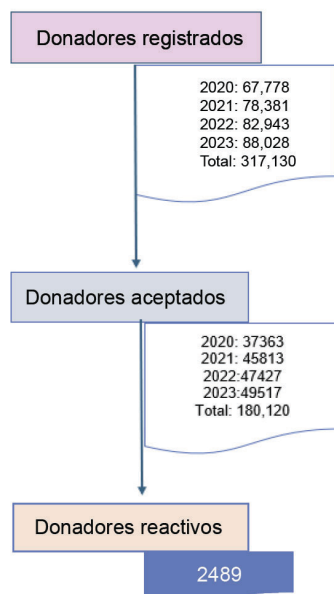 Donadores registrados
2020: 67,778
2021: 78,381
2022: 82,943
2023: 88,028
Total: 317,130
Donadores aceptados
2020: 37363
2021: 45813
2022:47427
2023:49517
Total: 180,120
Donadores reactivos
2489